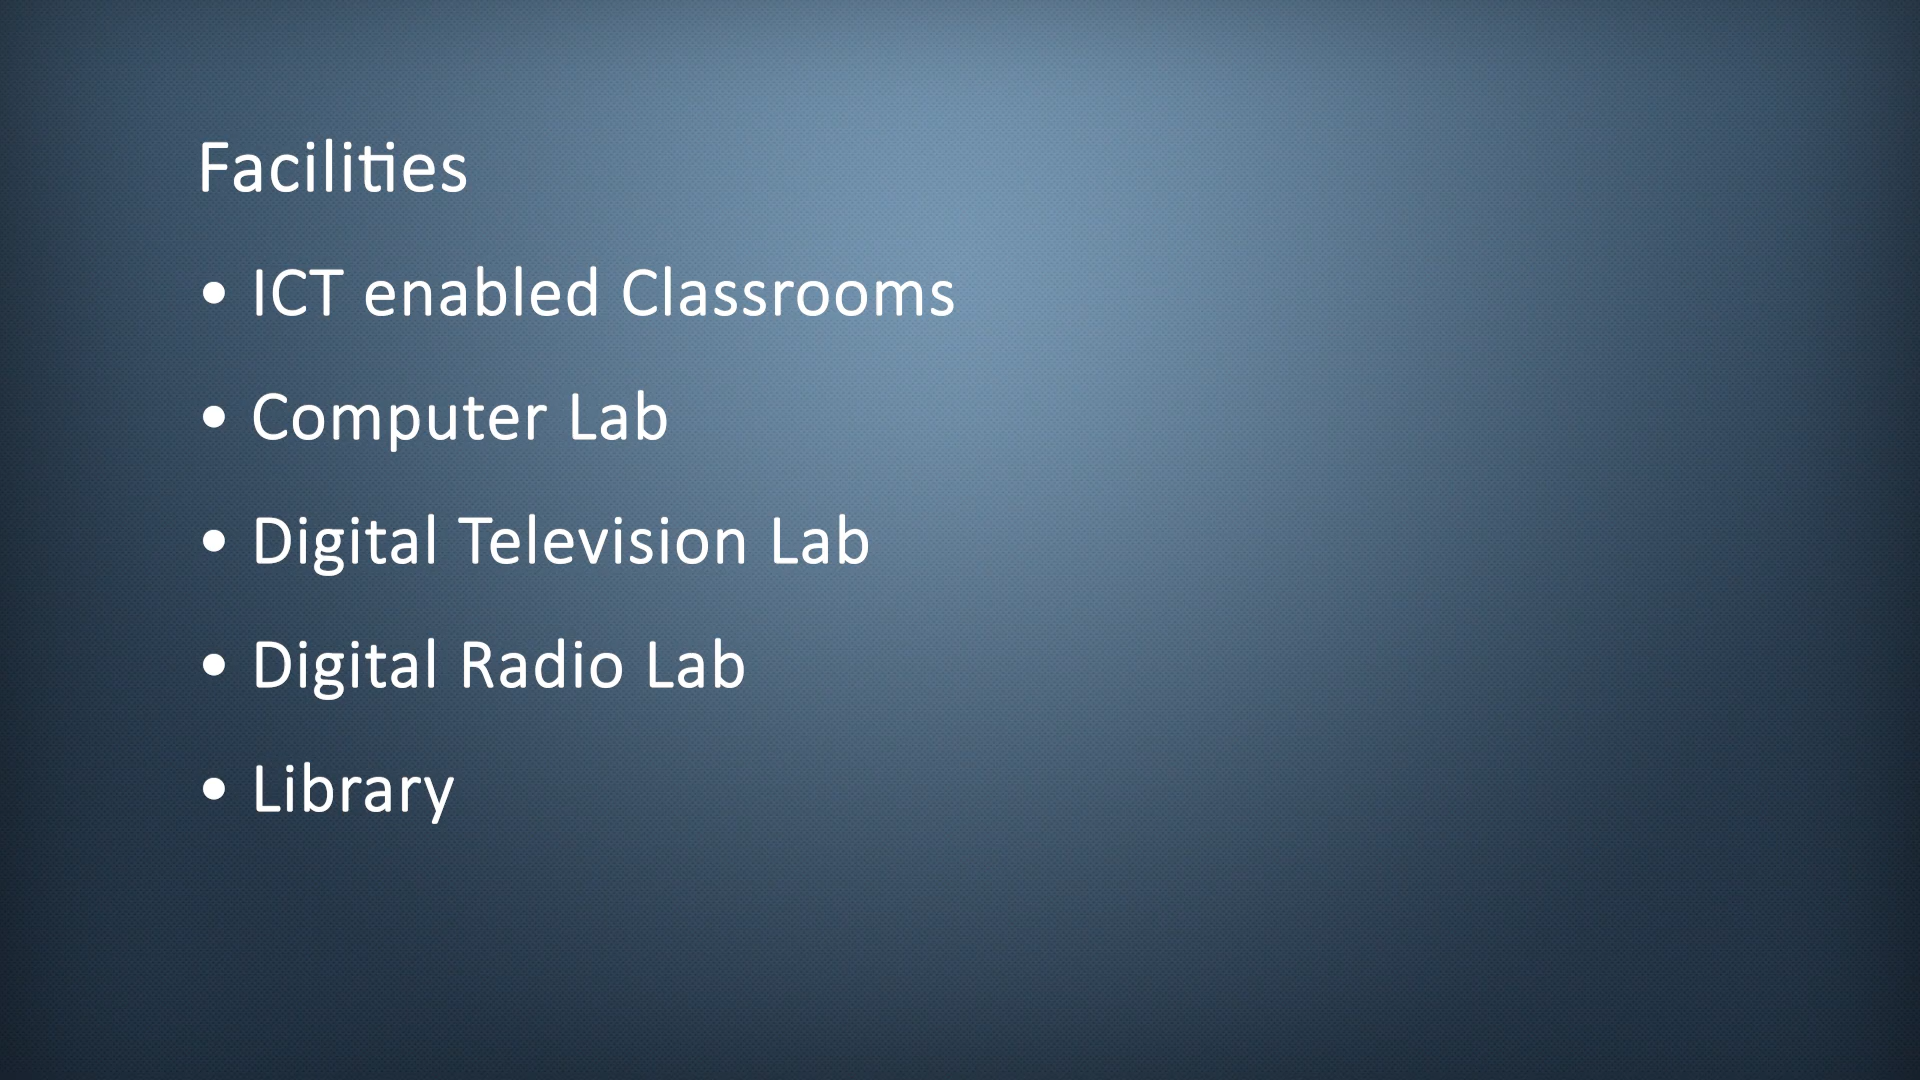 Facilities
• ICT enabled Classrooms
• Computer Lab
• Digital Television Lab
• Digital Radio Lab
• Library